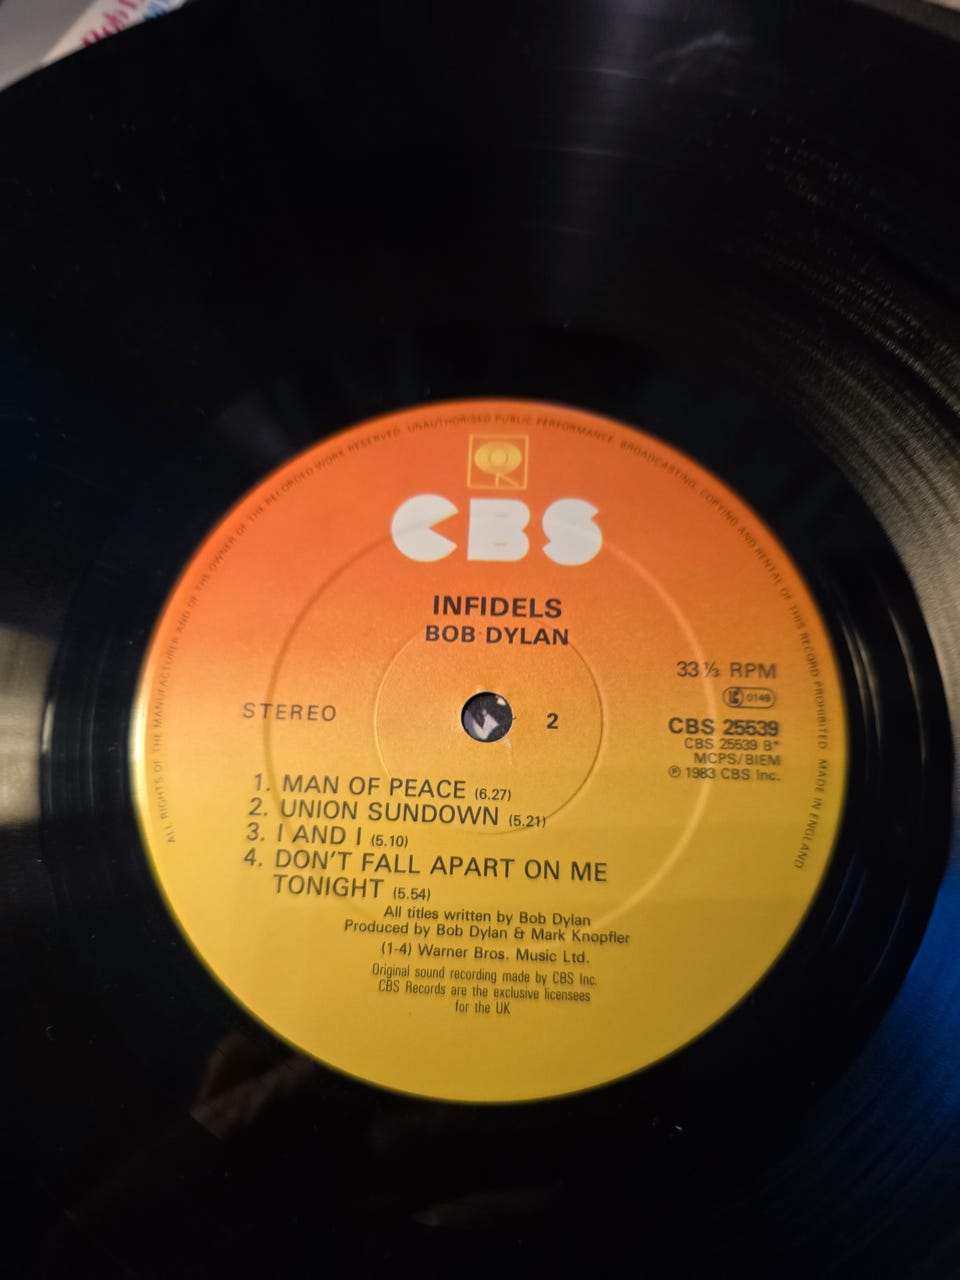 ALL RIGHTS OF THE MANUFACTURER AND OF THE OWNER OF THE RECORDED WORK RESERVED. UNAUTHORISED PUBLIC PERFORMANCE, BROADCASTING, COPYING AND RENTAL OF THIS RECORD PROHIBITED. MADE IN ENGLAND
CBS
INFIDELS
BOB DYLAN
33⅓ RPM
0149
STEREO
2
CBS 25539
CBS 25539 B*
MCPS/BIEM
℗ 1983 CBS Inc.
1. MAN OF PEACE (6.27)
2. UNION SUNDOWN (5.21)
3. I AND I (5.10)
4. DON'T FALL APART ON ME
TONIGHT (5.54)
All titles written by Bob Dylan
Produced by Bob Dylan & Mark Knopfler
(1-4) Warner Bros. Music Ltd.
Original sound recording made by CBS Inc.
CBS Records are the exclusive licensees
for the UK